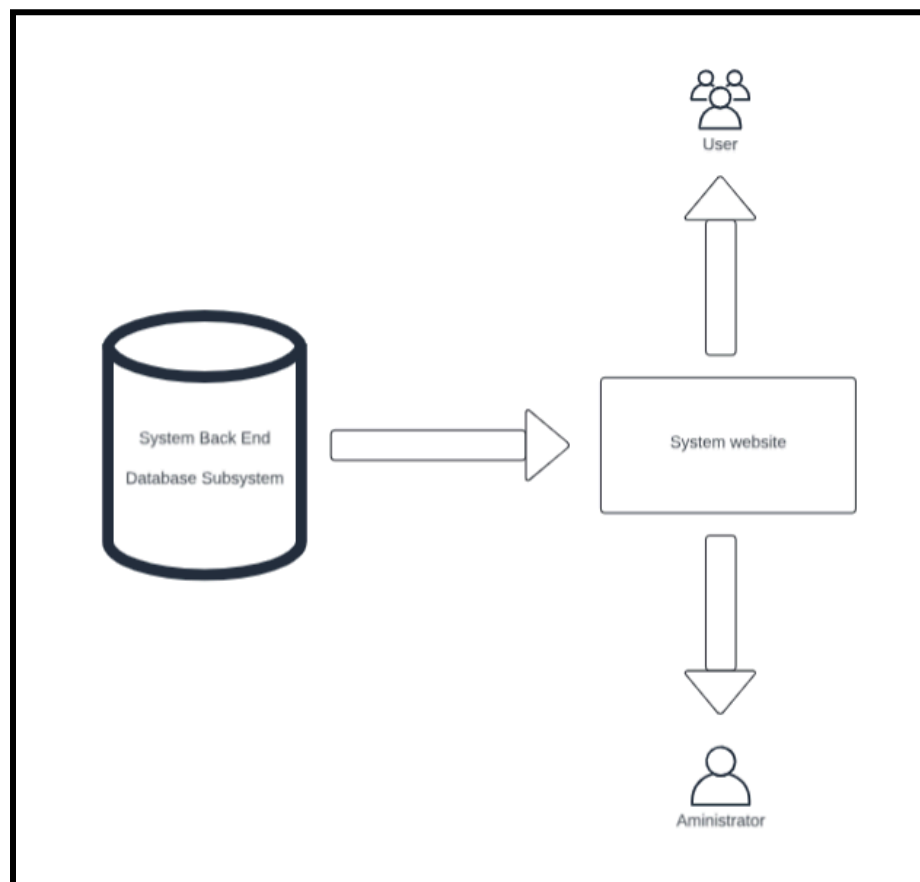 User
System Back End
Database Subsystem
System website
Aministrator